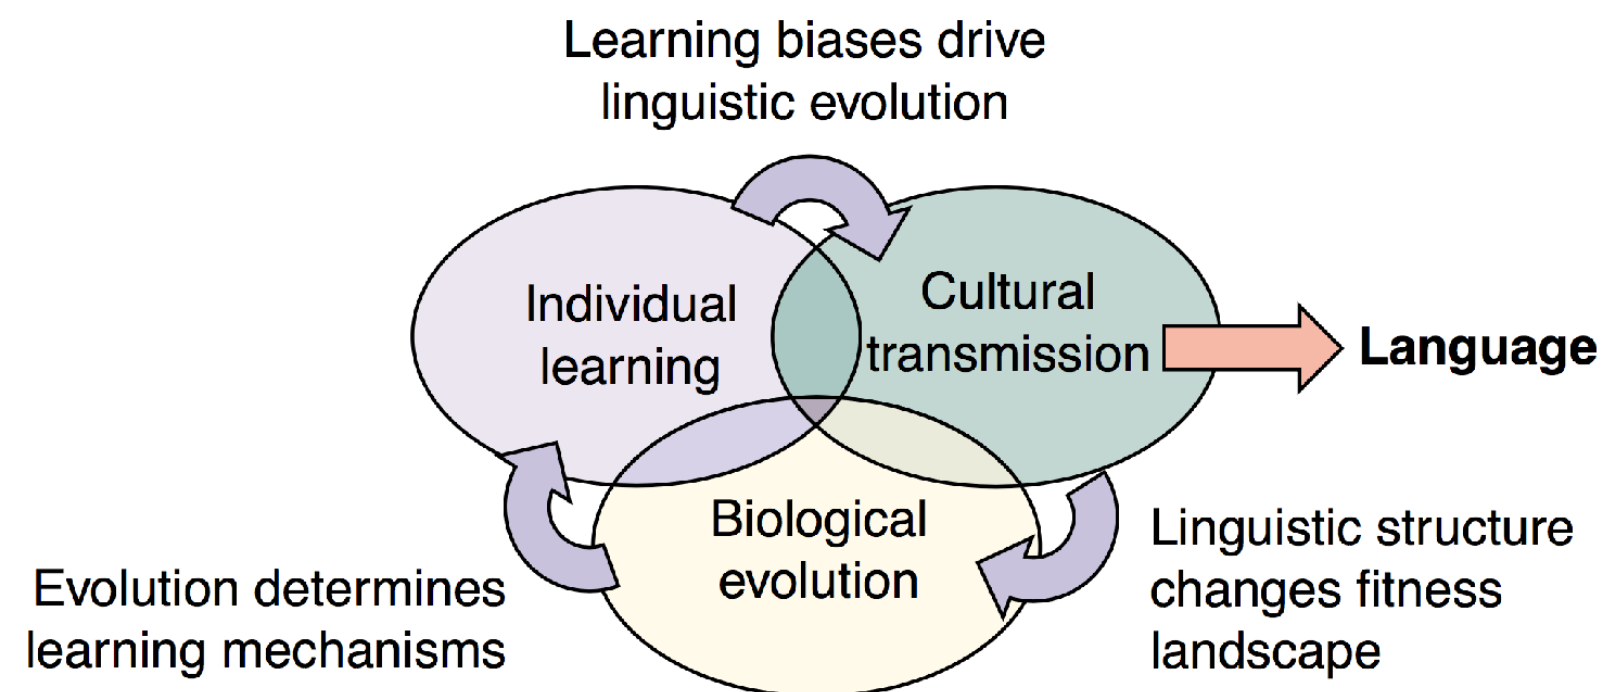 Learning biases drive
linguistic evolution
Individual
learning
Cultural
transmission
Language
Biological
evolution
Evolution determines
learning mechanisms
Linguistic structure
changes fitness
landscape